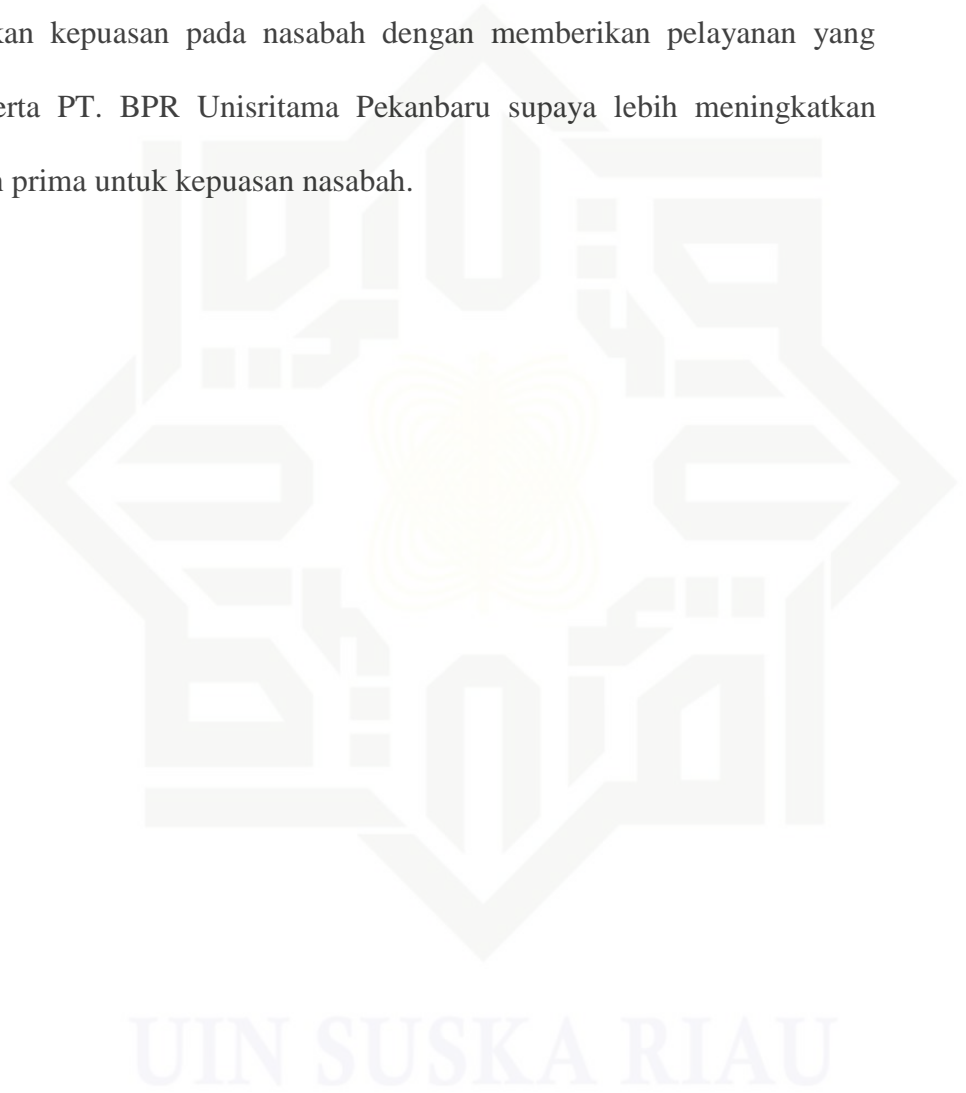 kan kepuasan pada nasabah dengan memberikan pelayanan yang
erta PT. BPR Unisritama Pekanbaru supaya lebih meningkatkan
n prima untuk kepuasan nasabah.
UIN SUSKA RIAU